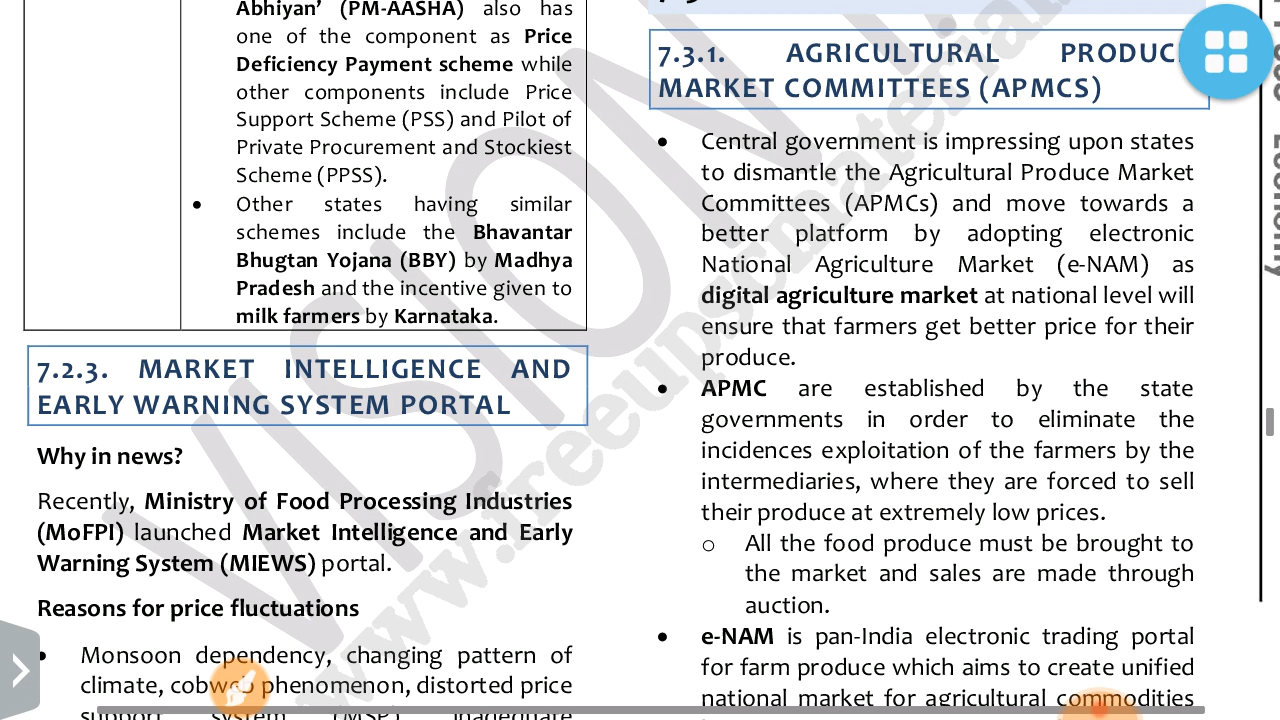 Abhiyan’ (PM-AASHA) also has
one of the component as Price
Deficiency Payment scheme while
other components include Price
Support Scheme (PSS) and Pilot of
Private Procurement and Stockiest
Scheme (PPSS).
• Other states having similar
schemes include the Bhavantar
Bhugtan Yojana (BBY) by Madhya
Pradesh and the incentive given to
milk farmers by Karnataka.
7.2.3. MARKET INTELLIGENCE AND
EARLY WARNING SYSTEM PORTAL
Why in news?
Recently, Ministry of Food Processing Industries
(MoFPI) launched Market Intelligence and Early
Warning System (MIEWS) portal.
Reasons for price fluctuations
• Monsoon dependency, changing pattern of
climate, cobweb phenomenon, distorted price
support system (MSP), inadequate
7.3.1. AGRICULTURAL PRODUC
MARKET COMMITTEES (APMCS)
• Central government is impressing upon states
to dismantle the Agricultural Produce Market
Committees (APMCs) and move towards a
better platform by adopting electronic
National Agriculture Market (e-NAM) as
digital agriculture market at national level will
ensure that farmers get better price for their
produce.
• APMC are established by the state
governments in order to eliminate the
incidences exploitation of the farmers by the
intermediaries, where they are forced to sell
their produce at extremely low prices.
o All the food produce must be brought to
the market and sales are made through
auction.
• e-NAM is pan-India electronic trading portal
for farm produce which aims to create unified
national market for agricultural commodities
VISION
www.freeupscmaterials